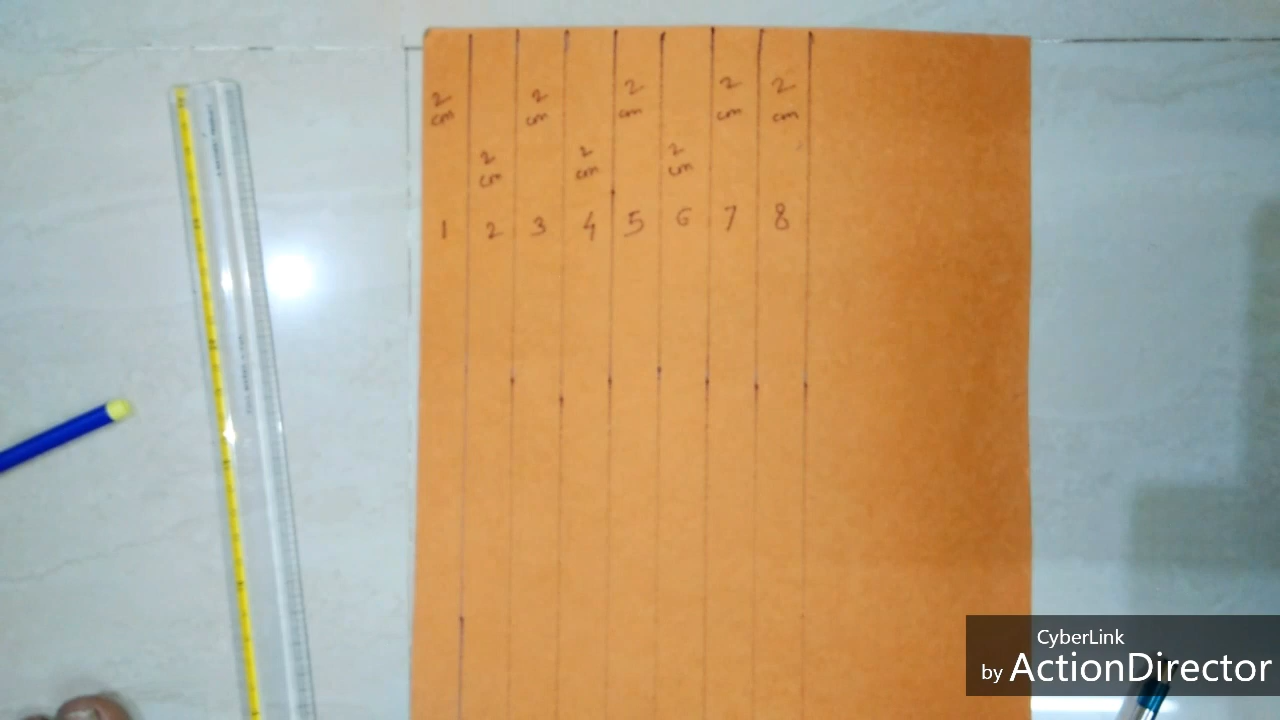 2 cm 2 cm 2 cm 2 cm 2 cm
2 cm 2 cm 2 cm
1 2 3 4 5 6 7 8
CyberLink
by ActionDirector